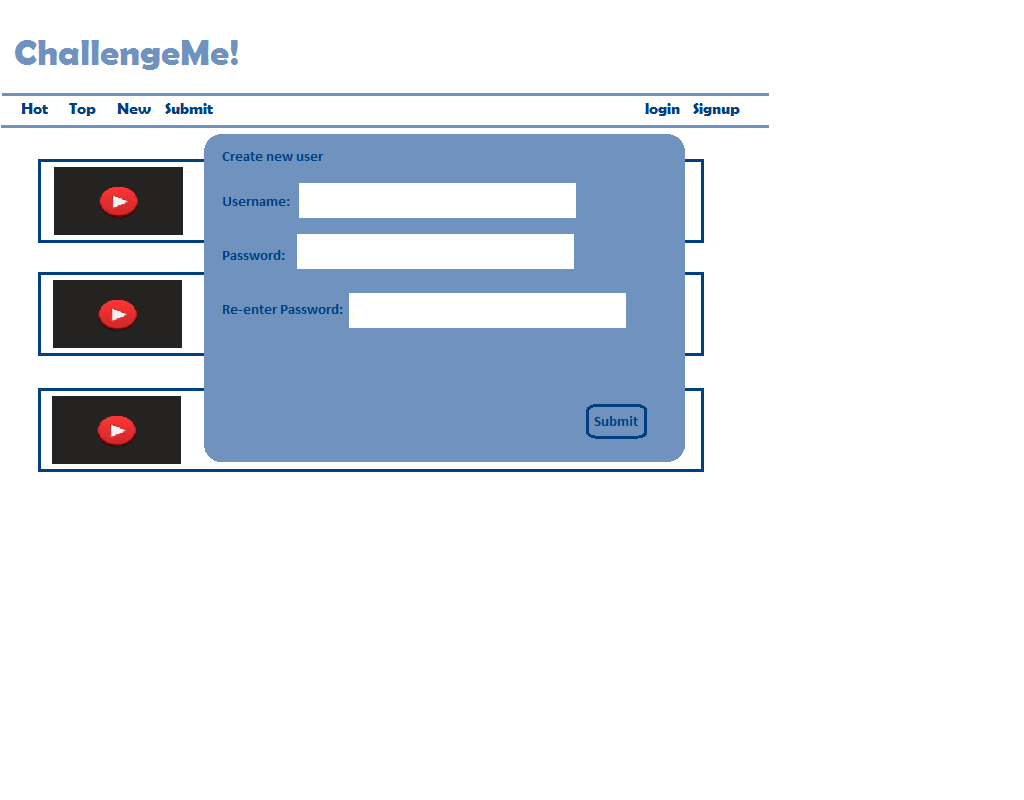 ChallengeMe!
Hot Top New Submit login Signup
Create new user
Username:
Password:
Re-enter Password:
Submit